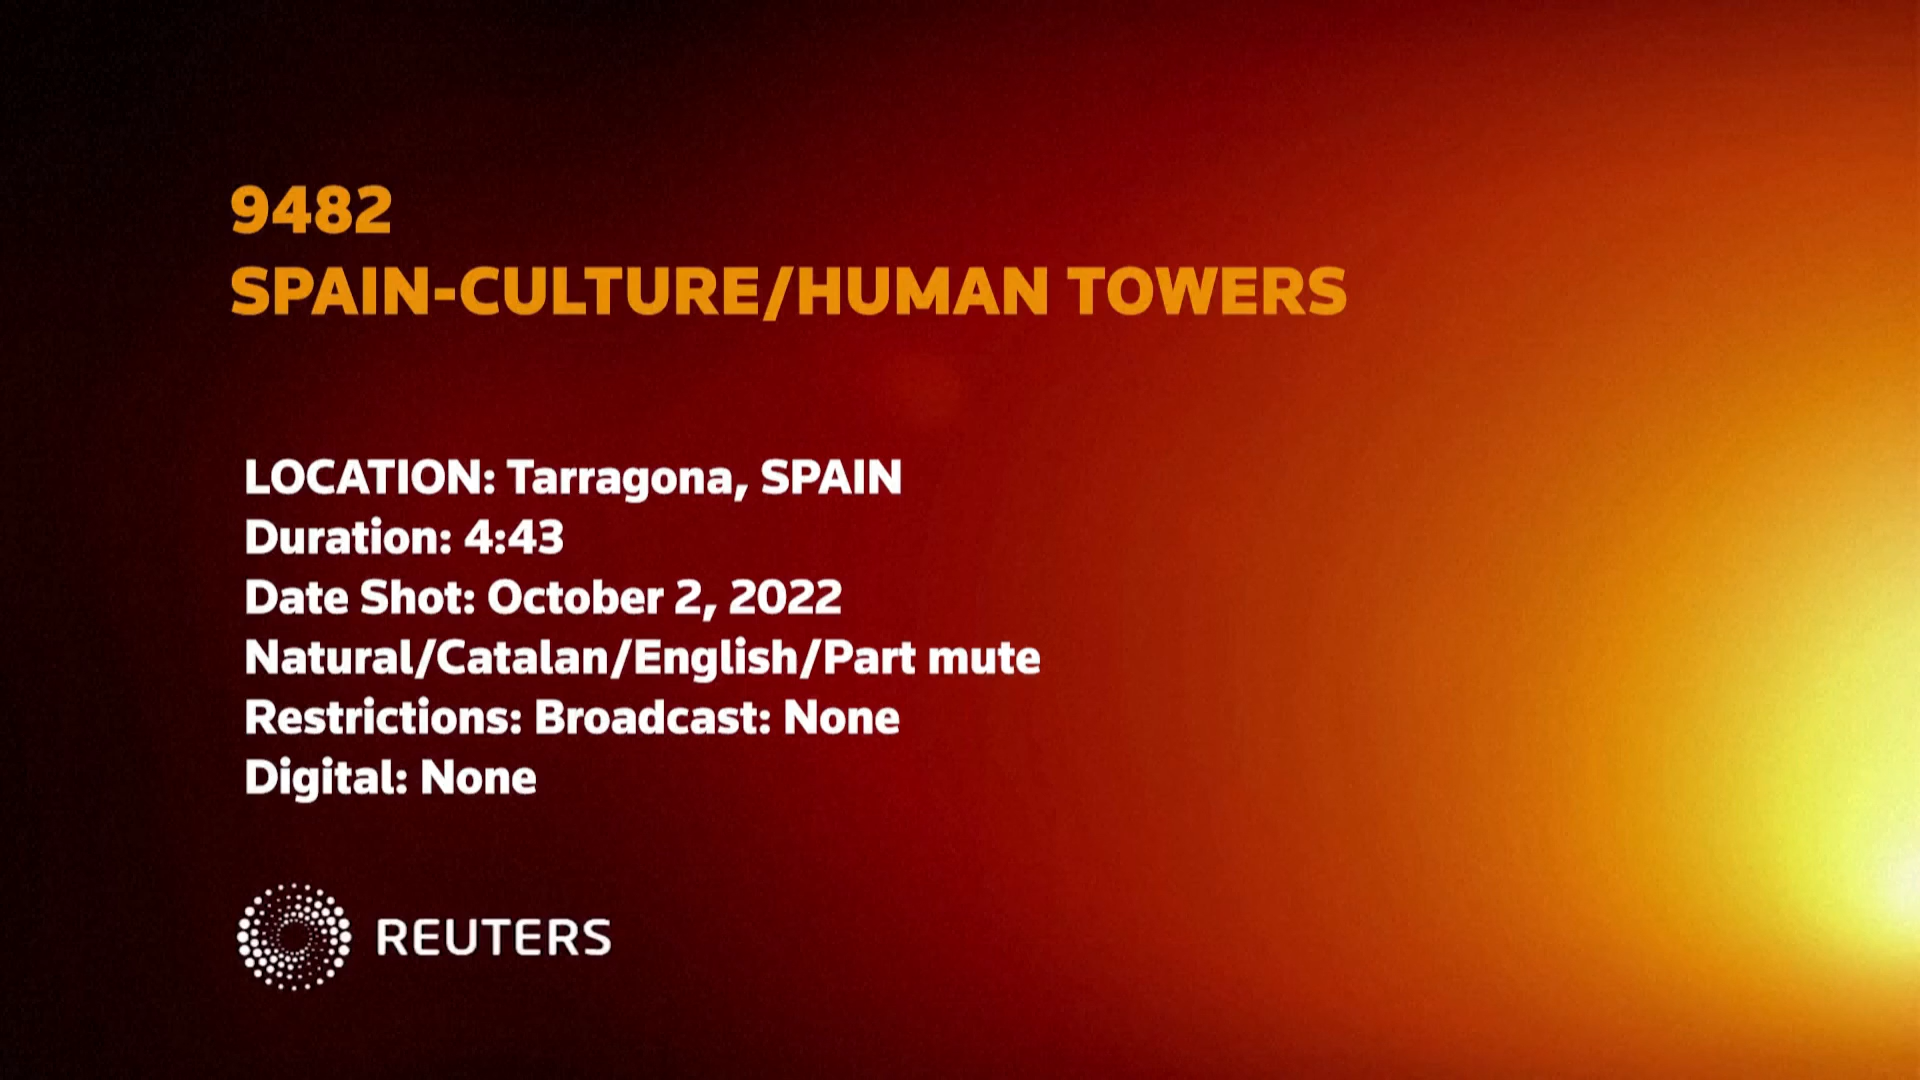 9482
SPAIN-CULTURE/HUMAN TOWERS
LOCATION: Tarragona, SPAIN
Duration: 4:43
Date Shot: October 2, 2022
Natural/Catalan/English/Part mute
Restrictions: Broadcast: None
Digital: None
REUTERS